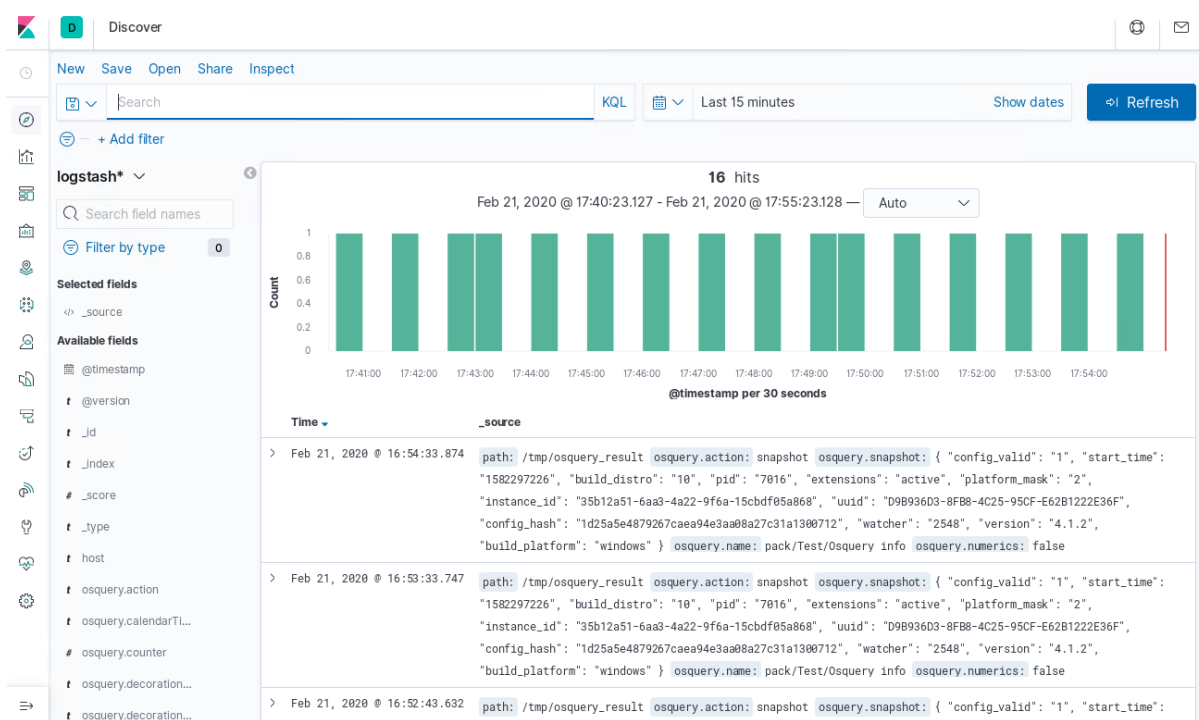 D Discover
New Save Open Share Inspect
Search KQL Last 15 minutes Show dates Refresh
+ Add filter
logstash*
Search field names
Filter by type 0
Selected fields
_source
Available fields
@timestamp
t @version
t _id
t _index
# _score
t _type
t host
t osquery.action
t osquery.calendarTi...
# osquery.counter
t osquery.decoration...
t osquery.decoration...
16 hits
Feb 21, 2020 @ 17:40:23.127 - Feb 21, 2020 @ 17:55:23.128 — Auto
1
0.8
0.6
0.4
0.2
0
Count
17:41:00 17:42:00 17:43:00 17:44:00 17:45:00 17:46:00 17:47:00 17:48:00 17:49:00 17:50:00 17:51:00 17:52:00 17:53:00 17:54:00
@timestamp per 30 seconds
Time _source
Feb 21, 2020 @ 16:54:33.874 path: /tmp/osquery_result osquery.action: snapshot osquery.snapshot: { "config_valid": "1", "start_time":
"1582297226", "build_distro": "10", "pid": "7016", "extensions": "active", "platform_mask": "2",
"instance_id": "35b12a51-6aa3-4a22-9f6a-15cbdf05a868", "uuid": "D9B936D3-8FB8-4C25-95CF-E62B1222E36F",
"config_hash": "1d25a5e4879267caea94e3aa08a27c31a1300712", "watcher": "2548", "version": "4.1.2",
"build_platform": "windows" } osquery.name: pack/Test/Osquery info osquery.numerics: false
Feb 21, 2020 @ 16:53:33.747 path: /tmp/osquery_result osquery.action: snapshot osquery.snapshot: { "config_valid": "1", "start_time":
"1582297226", "build_distro": "10", "pid": "7016", "extensions": "active", "platform_mask": "2",
"instance_id": "35b12a51-6aa3-4a22-9f6a-15cbdf05a868", "uuid": "D9B936D3-8FB8-4C25-95CF-E62B1222E36F",
"config_hash": "1d25a5e4879267caea94e3aa08a27c31a1300712", "watcher": "2548", "version": "4.1.2",
"build_platform": "windows" } osquery.name: pack/Test/Osquery info osquery.numerics: false
Feb 21, 2020 @ 16:52:43.632 path: /tmp/osquery_result osquery.action: snapshot osquery.snapshot: { "config_valid": "1", "start_time":